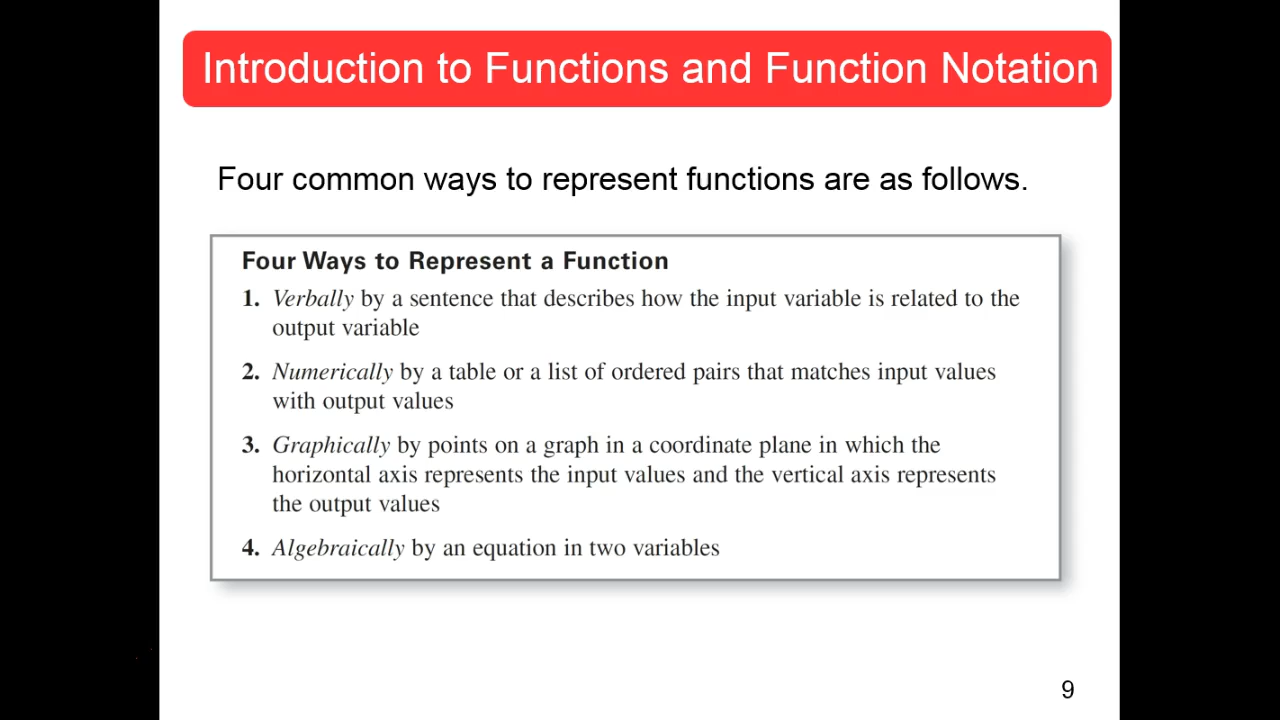 Introduction to Functions and Function Notation
Four common ways to represent functions are as follows.
Four Ways to Represent a Function
1. Verbally by a sentence that describes how the input variable is related to the
output variable
2. Numerically by a table or a list of ordered pairs that matches input values
with output values
3. Graphically by points on a graph in a coordinate plane in which the
horizontal axis represents the input values and the vertical axis represents
the output values
4. Algebraically by an equation in two variables
9